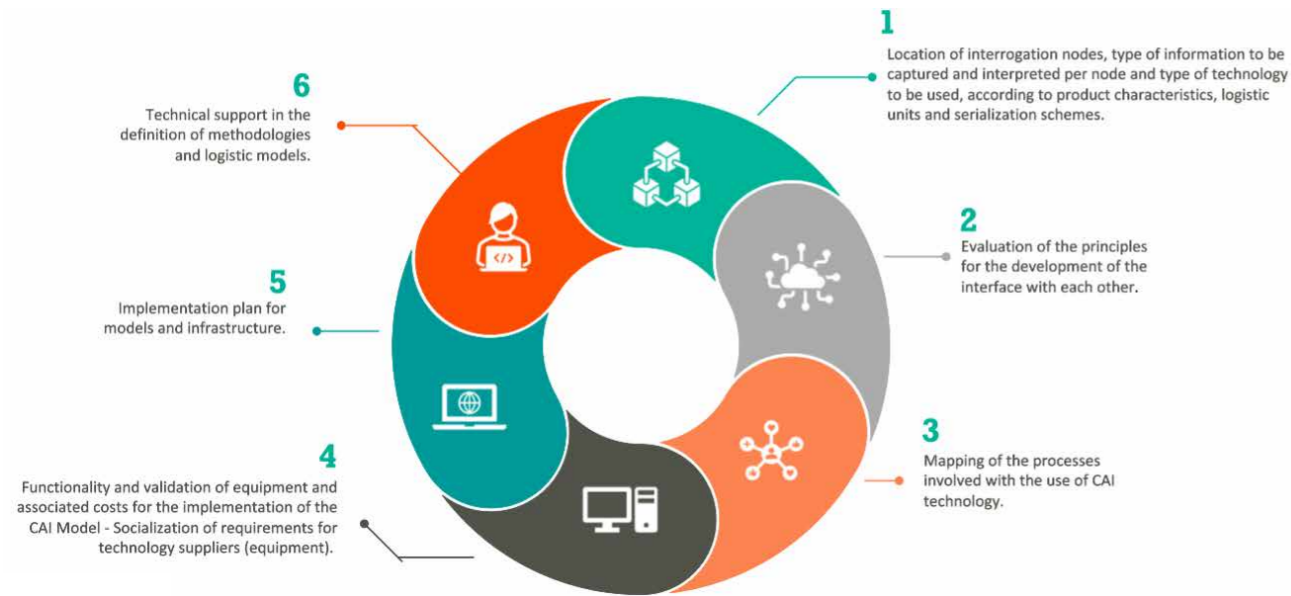 1
Location of interrogation nodes, type of information to be
captured and interpreted per node and type of technology
to be used, according to product characteristics, logistic
units and serialization schemes.
2
Evaluation of the principles
for the development of the
interface with each other.
3
Mapping of the processes
involved with the use of CAI
technology.
4
Functionality and validation of equipment and
associated costs for the implementation of the
CAI Model - Socialization of requirements for
technology suppliers (equipment).
5
Implementation plan for
models and infrastructure.
6
Technical support in the
definition of methodologies
and logistic models.
</>